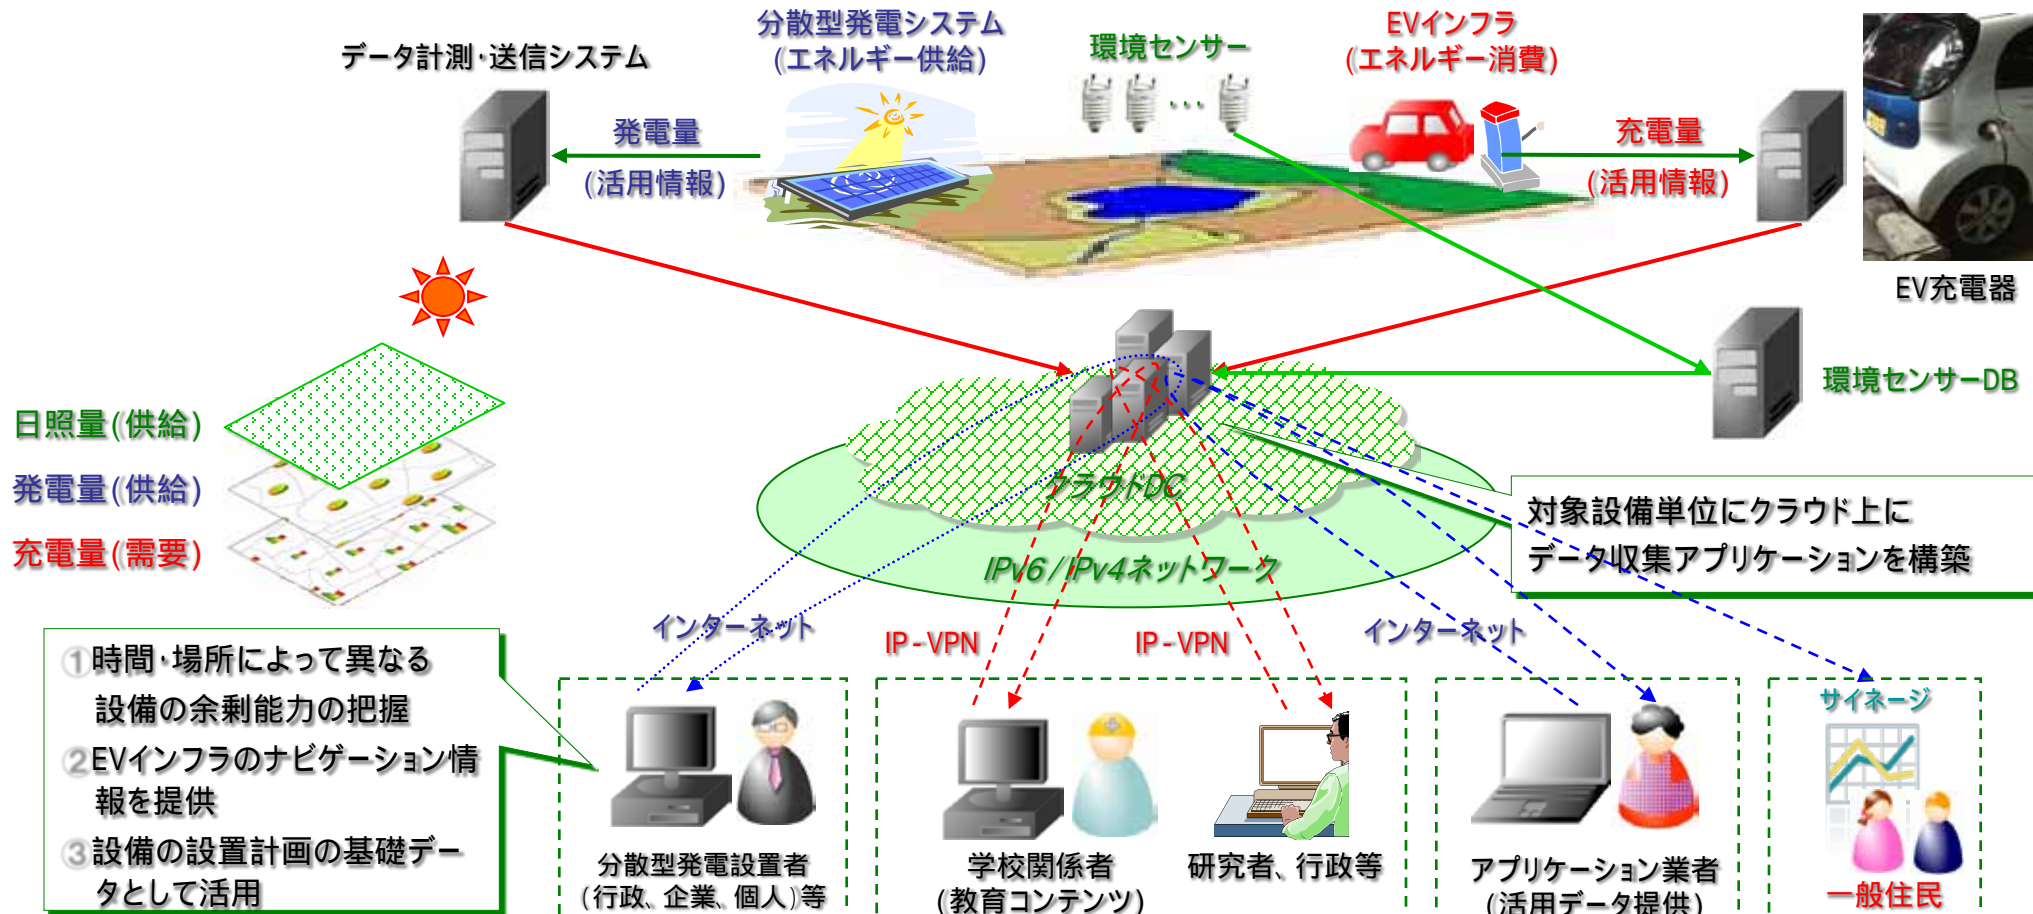 データ計測・送信システム
分散型発電システム
(エネルギー供給)
環境センサー
EVインフラ
(エネルギー消費)
発電量
(活用情報)
・・・
充電量
(活用情報)
EV充電器
環境センサーDB
日照量(供給)
発電量(供給)
充電量(需要)
クラウドDC
IPv6/IPv4ネットワーク
対象設備単位にクラウド上に
データ収集アプリケーションを構築
インターネット
IP-VPN
IP-VPN
インターネット
①時間・場所によって異なる
設備の余剰能力の把握
②EVインフラのナビゲーション情
報を提供
③設備の設置計画の基礎デー
タとして活用
サイネージ
分散型発電設置者
(行政、企業、個人)等
学校関係者
(教育コンテンツ)
研究者、行政等
アプリケーション業者
(活用データ提供)
一般住民